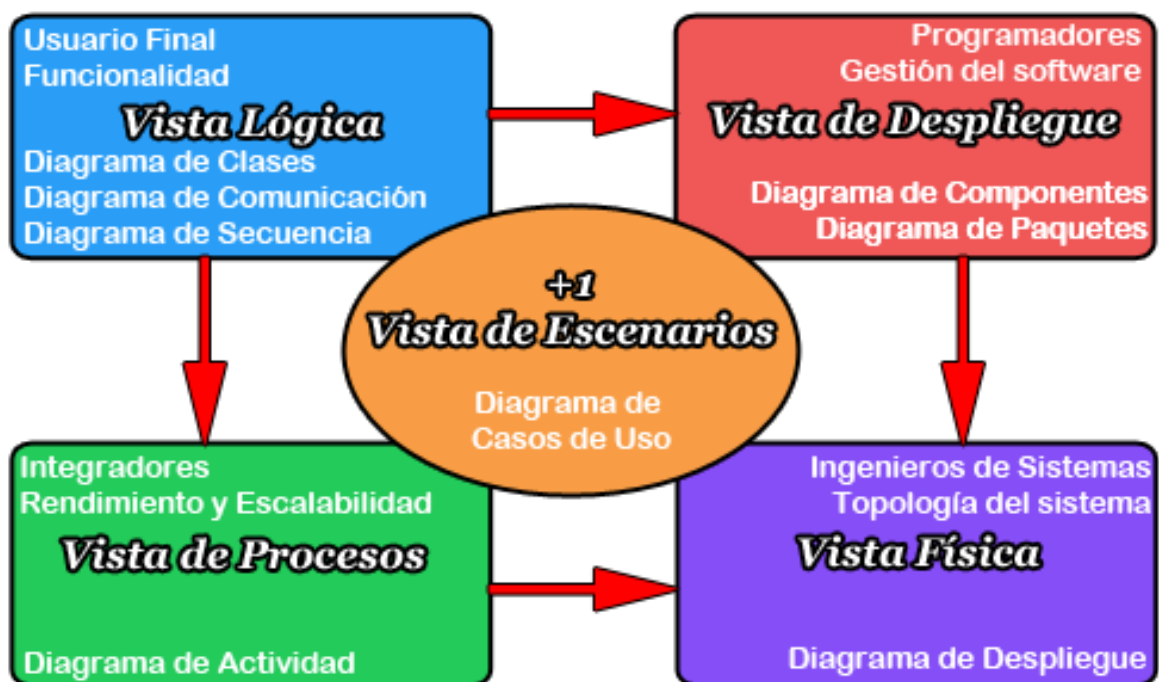 Usuario Final
Funcionalidad
Vista Lógica
Diagrama de Clases
Diagrama de Comunicación
Diagrama de Secuencia
Programadores
Gestión del software
Vista de Despliegue
Diagrama de Componentes
Diagrama de Paquetes
+1
Vista de Escenarios
Diagrama de
Casos de Uso
Integradores
Rendimiento y Escalabilidad
Vista de Procesos
Diagrama de Actividad
Ingenieros de Sistemas
Topología del sistema
Vista Física
Diagrama de Despliegue